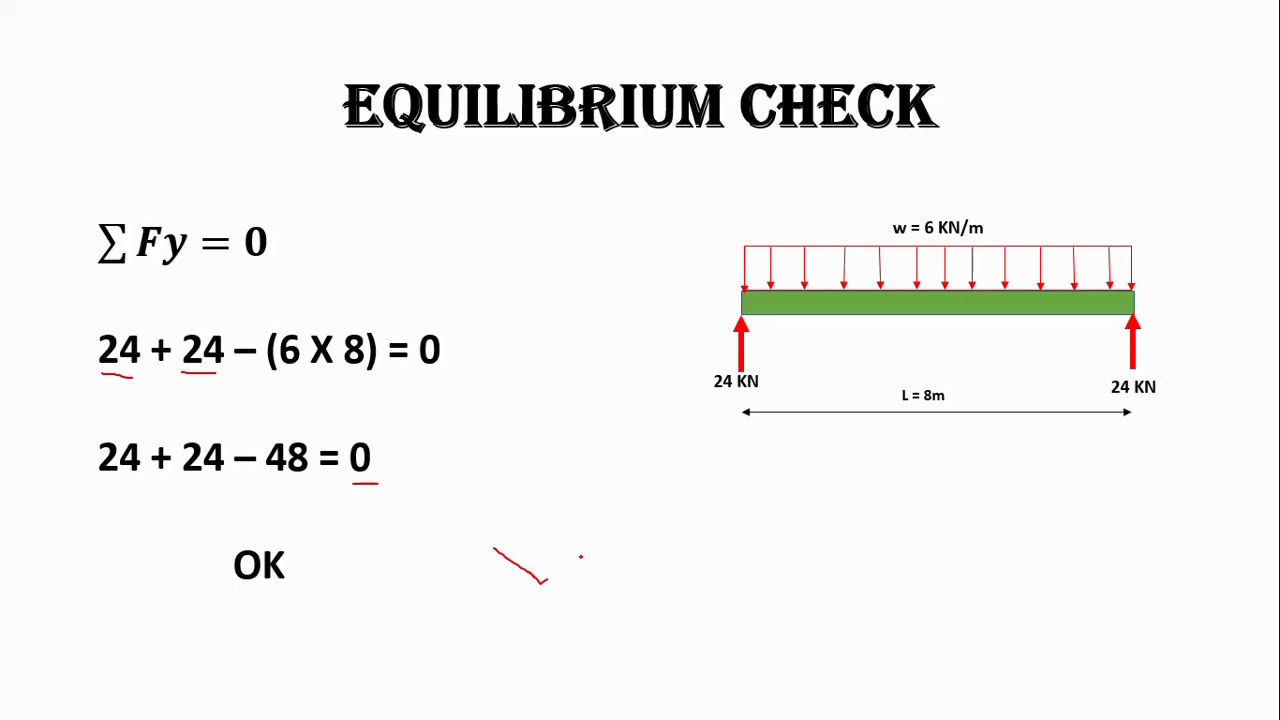 EQUILIBRIUM CHECK
∑ Fy = 0
24 + 24 – (6 X 8) = 0
24 + 24 – 48 = 0
OK
w = 6 KN/m
24 KN
24 KN
L = 8m